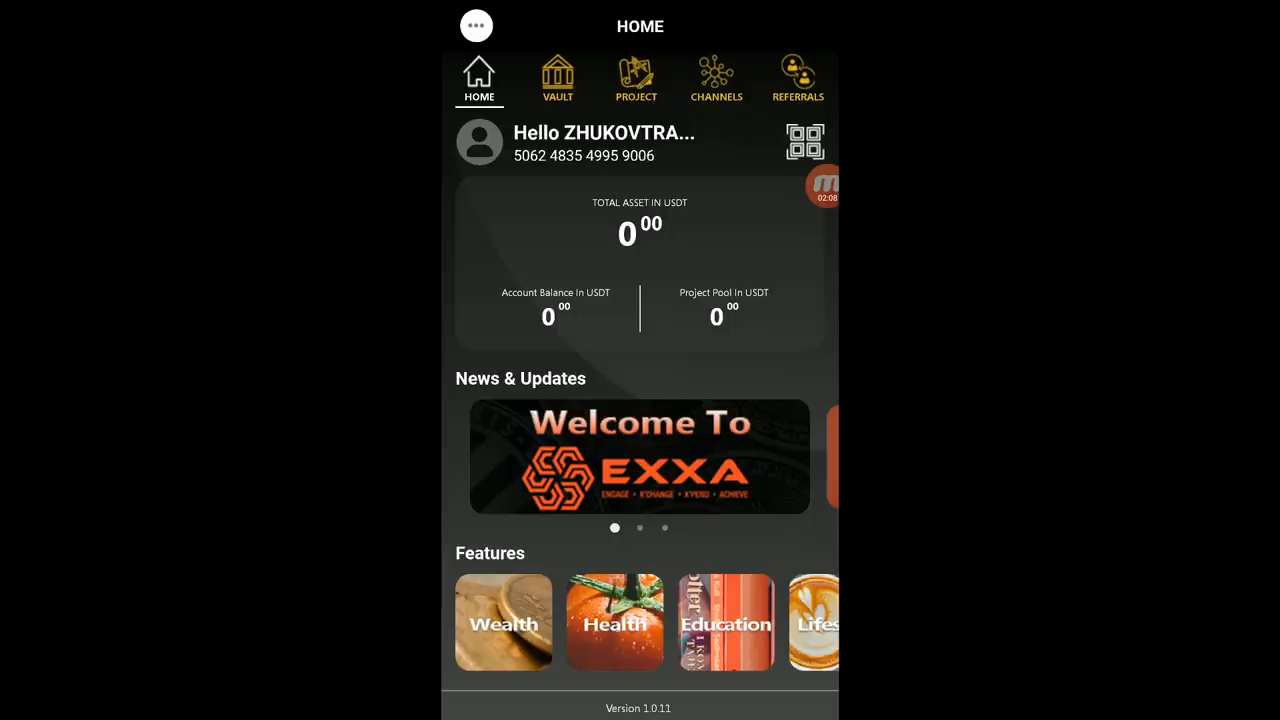 HOME
HOME VAULT PROJECT CHANNELS REFERRALS
Hello ZHUKOVTRA...
5062 4835 4995 9006
02:08
TOTAL ASSET IN USDT
0 00
Account Balance In USDT Project Pool In USDT
0 00 0 00
News & Updates
Welcome To
EXXA
ENGAGE • X'CHANGE • X'PEND • ACHIEVE
Features
Wealth Health Education Lifes
Version 1.0.11